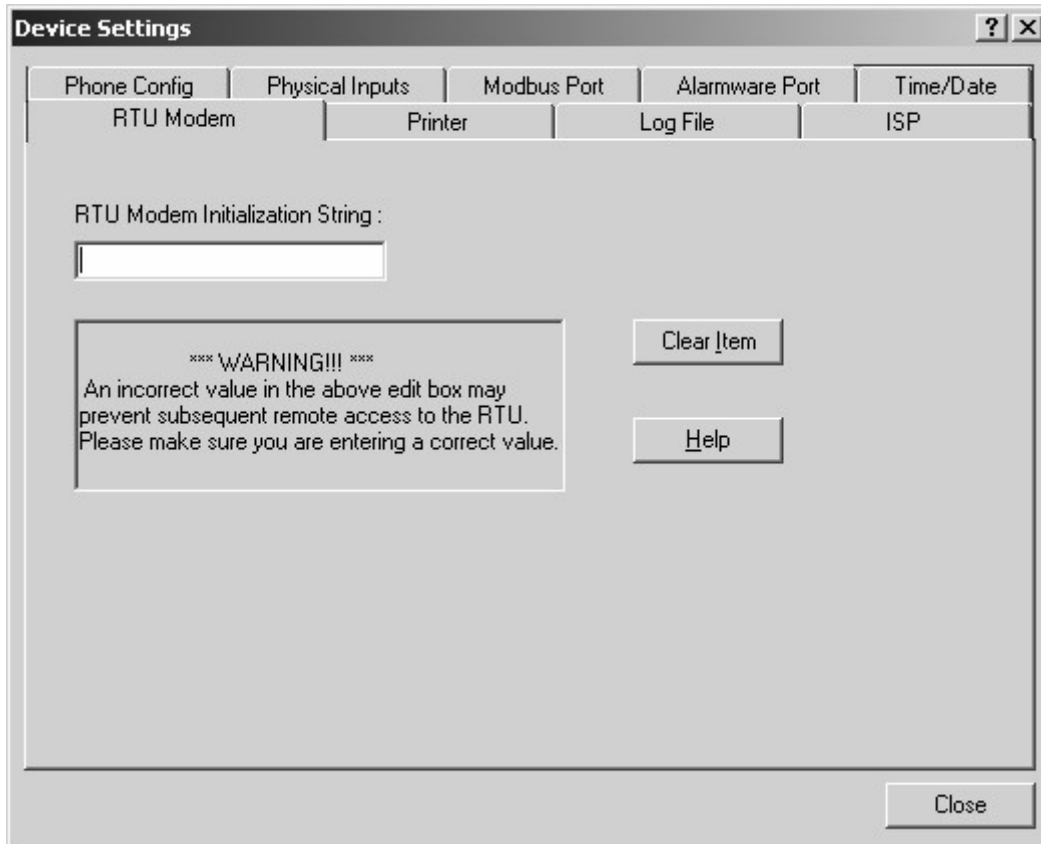 Device Settings
Phone Config Physical Inputs Modbus Port Alarmware Port Time/Date
RTU Modem Printer Log File ISP
RTU Modem Initialization String :
*** WARNING!!! ***
An incorrect value in the above edit box may
prevent subsequent remote access to the RTU.
Please make sure you are entering a correct value.
Clear Item
Help
Close